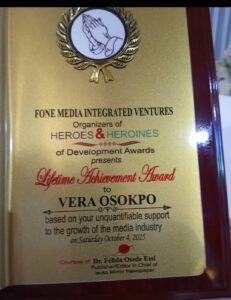 FONE MEDIA INTEGRATED VENTURES
Organizers of
HEROES & HEROINES
of Development Awards
presents
Lifetime Achievement Award
to
VERA OSOKPO
based on your unquantifiable support
to the growth of the media industry
on Saturday October 4, 2025
Courtesy of: Dr. Felida Osede
Publisher/Editor in Chief of
Mirror Newspaper